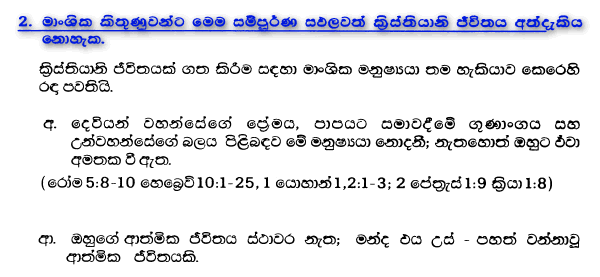 2. මාංශික කිතුණුවන්ට මෙම සම්පූර්ණ සඵලවත් ක්‍රිස්තියානි ජීවිතය අත්දැකිය
නොහැක.
ක්‍රිස්තියානි ජීවිතයක් ගත කිරීම සඳහා මාංශික මනුෂ්‍යයා තම හැකියාව කෙරෙහි
රඳා පවතියි.
අ. දෙවියන් වහන්සේගේ ප්‍රේමය, පාපයට සමාවදීමේ ගුණාංගය සහ
උන්වහන්සේගේ බලය පිළිබඳව මේ මනුෂ්‍යයා නොදනී; නැතහොත් ඔහුට ඒවා
අමතක වී ඇත.
(රෝම 5:8-10 හෙබ්‍රෙව් 10:1-25, 1 යොහාන් 1,2:1-3; 2 පේත්‍රැස් 1:9 ක්‍රියා 1:8)
ආ. ඔහුගේ ආත්මික ජීවිතය ස්ථාවර නැත; මන්ද එය උස් - පහත් වන්නාවූ
ආත්මික ජීවිතයකි.